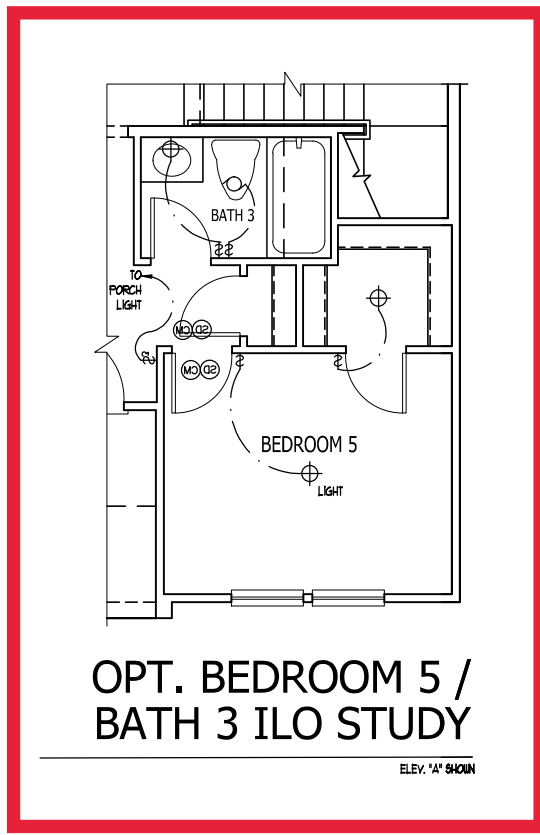 BATH 3
TO
PORCH
LIGHT
SD CM
SD CM
BEDROOM 5
LIGHT
OPT. BEDROOM 5 /
BATH 3 ILO STUDY
ELEV. "A" SHOWN